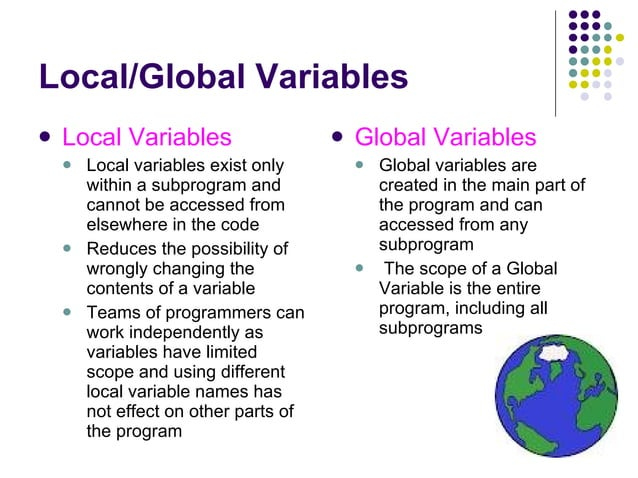 Local/Global Variables
Local Variables
Local variables exist only
within a subprogram and
cannot be accessed from
elsewhere in the code
Reduces the possibility of
wrongly changing the
contents of a variable
Teams of programmers can
work independently as
variables have limited
scope and using different
local variable names has
not effect on other parts of
the program
Global Variables
Global variables are
created in the main part of
the program and can
accessed from any
subprogram
The scope of a Global
Variable is the entire
program, including all
subprograms